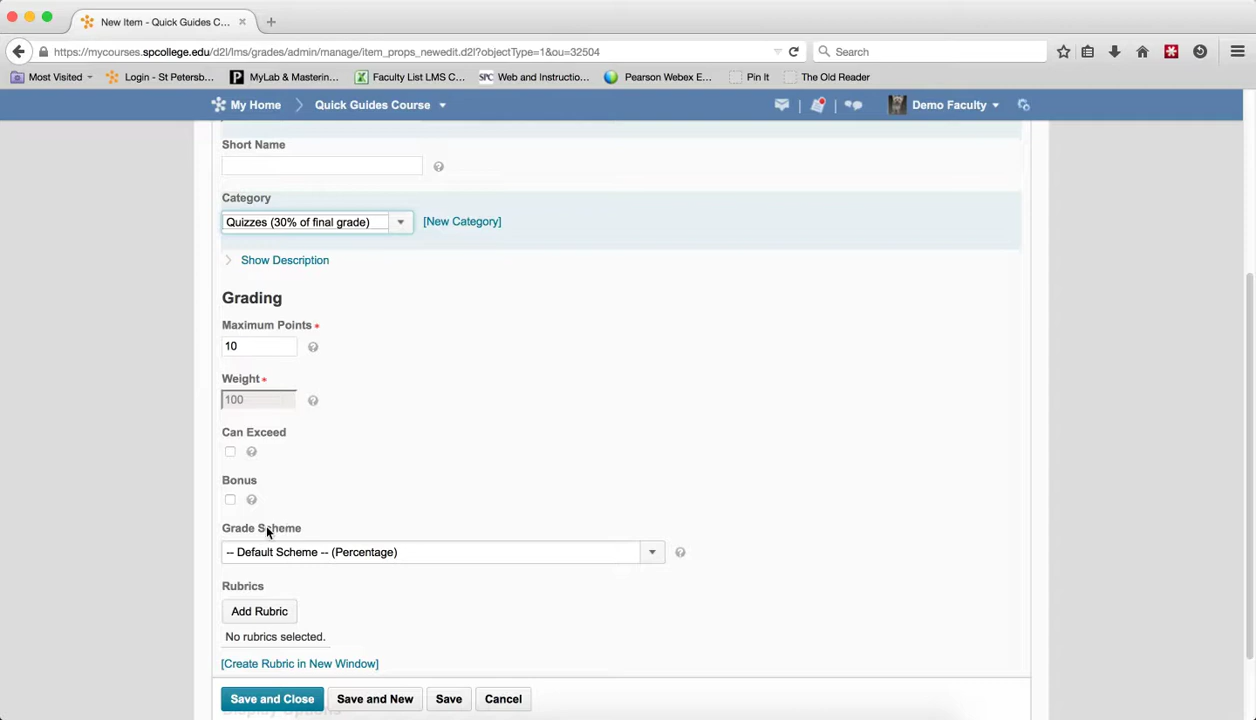 New Item - Quick Guides C...
https://mycourses.spcollege.edu/d2l/lms/grades/admin/manage/item_props_newedit.d2l?objectType=1&ou=32504
Search
Most Visited
Login - St Petersb...
P MyLab & Masterin...
Faculty List LMS C...
SPC Web and Instructio...
Pearson Webex E...
Pin It
The Old Reader
My Home
Quick Guides Course
Demo Faculty
Short Name
Category
Quizzes (30% of final grade)
[New Category]
Show Description
Grading
Maximum Points *
10
Weight *
100
Can Exceed
Bonus
Grade Scheme
-- Default Scheme -- (Percentage)
Rubrics
Add Rubric
No rubrics selected.
[Create Rubric in New Window]
Save and Close
Save and New
Save
Cancel
Display Options